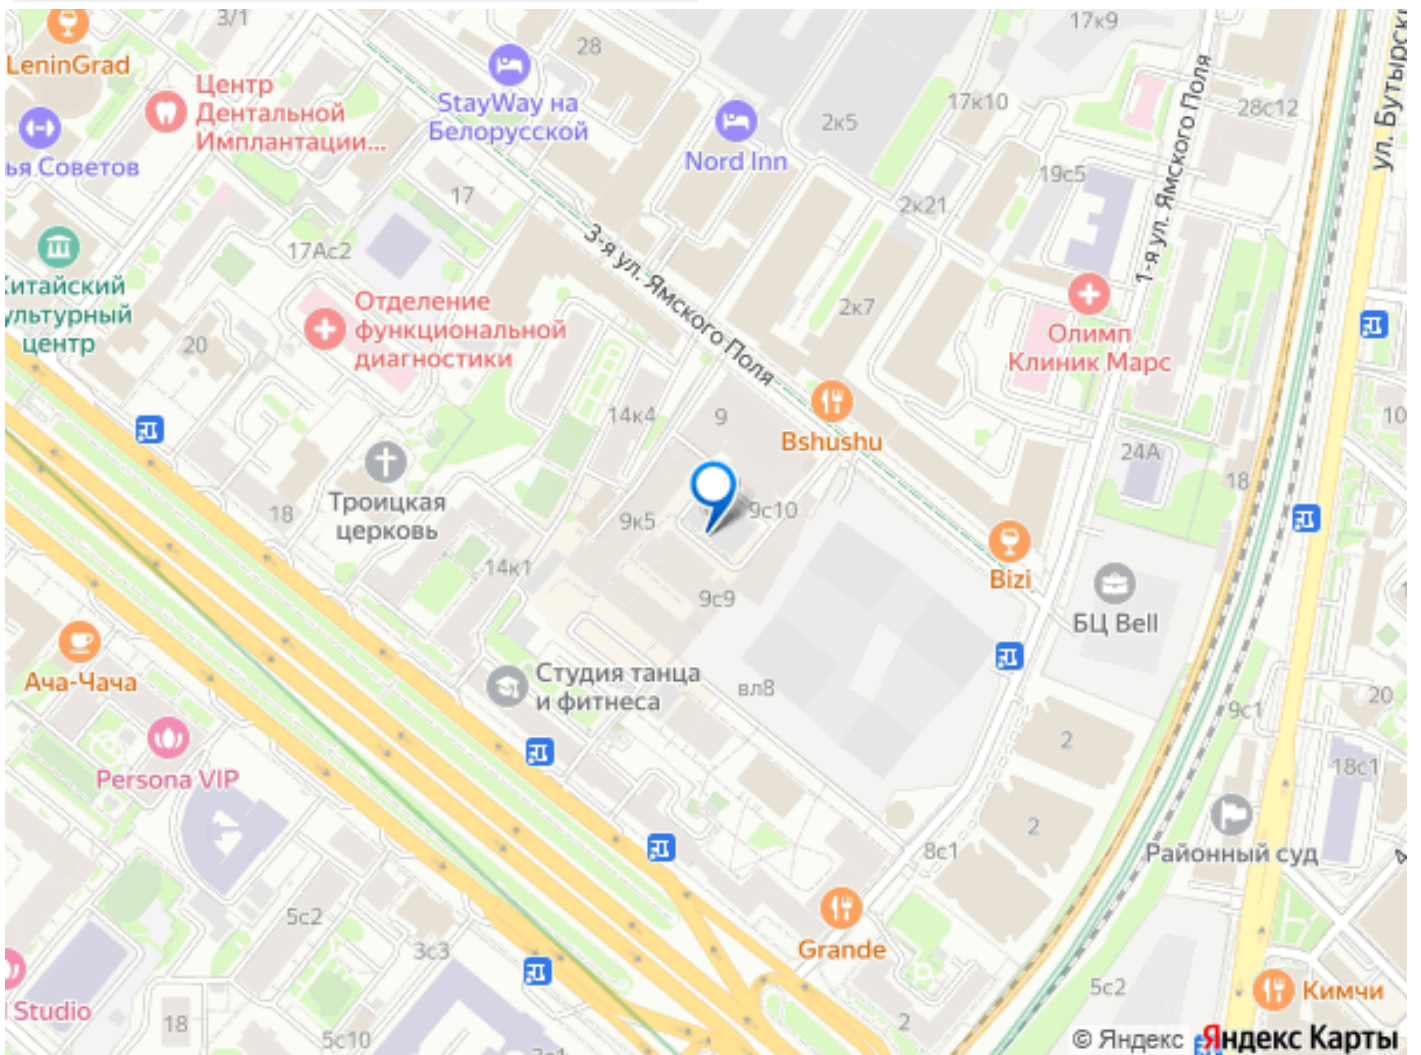 3/1
17к9
LeninGrad
28
Центр
Дентальной
Имплантации...
StayWay на
Белорусской
Nord Inn
2к5
17к10
28с12
ул. Бутырски
ья Советов
17
19с5
2к21
1-я ул. Ямского Поля
17Ас2
3-я ул. Ямского Поля
Китайский
ультурный
центр
20
Отделение
функциональной
диагностики
2к7
Олимп
Клиник Марс
14к4
9
10
Bshushu
24А
18
Троицкая
церковь
18
9к5
9с10
14к1
9с9
Bizi
БЦ Bell
Ача-Чача
Студия танца
и фитнеса
вл8
20
9с1
2
Persona VIP
18с1
2
8с1
Районный суд
4
5с2
3с3
Grande
5с2
Кимчи
Studio
18
5с10
2
© Яндекс Яндекс Карты